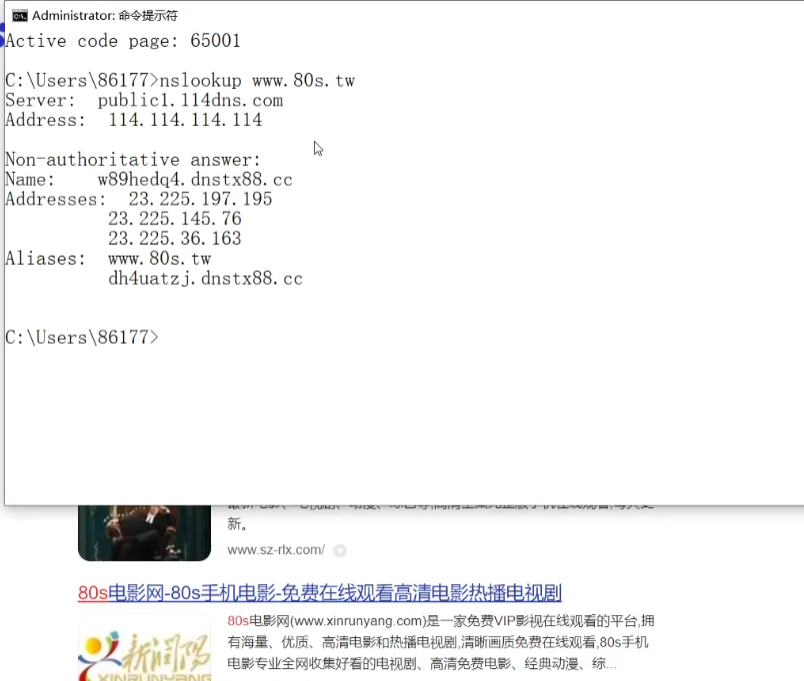 Administrator: 命令提示符
Active code page: 65001
C:\Users\86177>nslookup www.80s.tw
Server:  public1.114dns.com
Address:  114.114.114.114
Non-authoritative answer:
Name:    w89hedq4.dnstx88.cc
Addresses:  23.225.197.195
23.225.145.76
23.225.36.163
Aliases:  www.80s.tw
dh4uatzj.dnstx88.cc
C:\Users\86177>
新。
www.sz-rlx.com/
80s电影网-80s手机电影-免费在线观看高清电影热播电视剧
80s电影网(www.xinrunyang.com)是一家免费VIP影视在线观看的平台,拥
有海量、优质、高清电影和热播电视剧,清晰画质免费在线观看,80s手机
电影专业全网收集好看的电视剧、高清免费电影、经典动漫、综...
新闰阳
XINRUNYANG